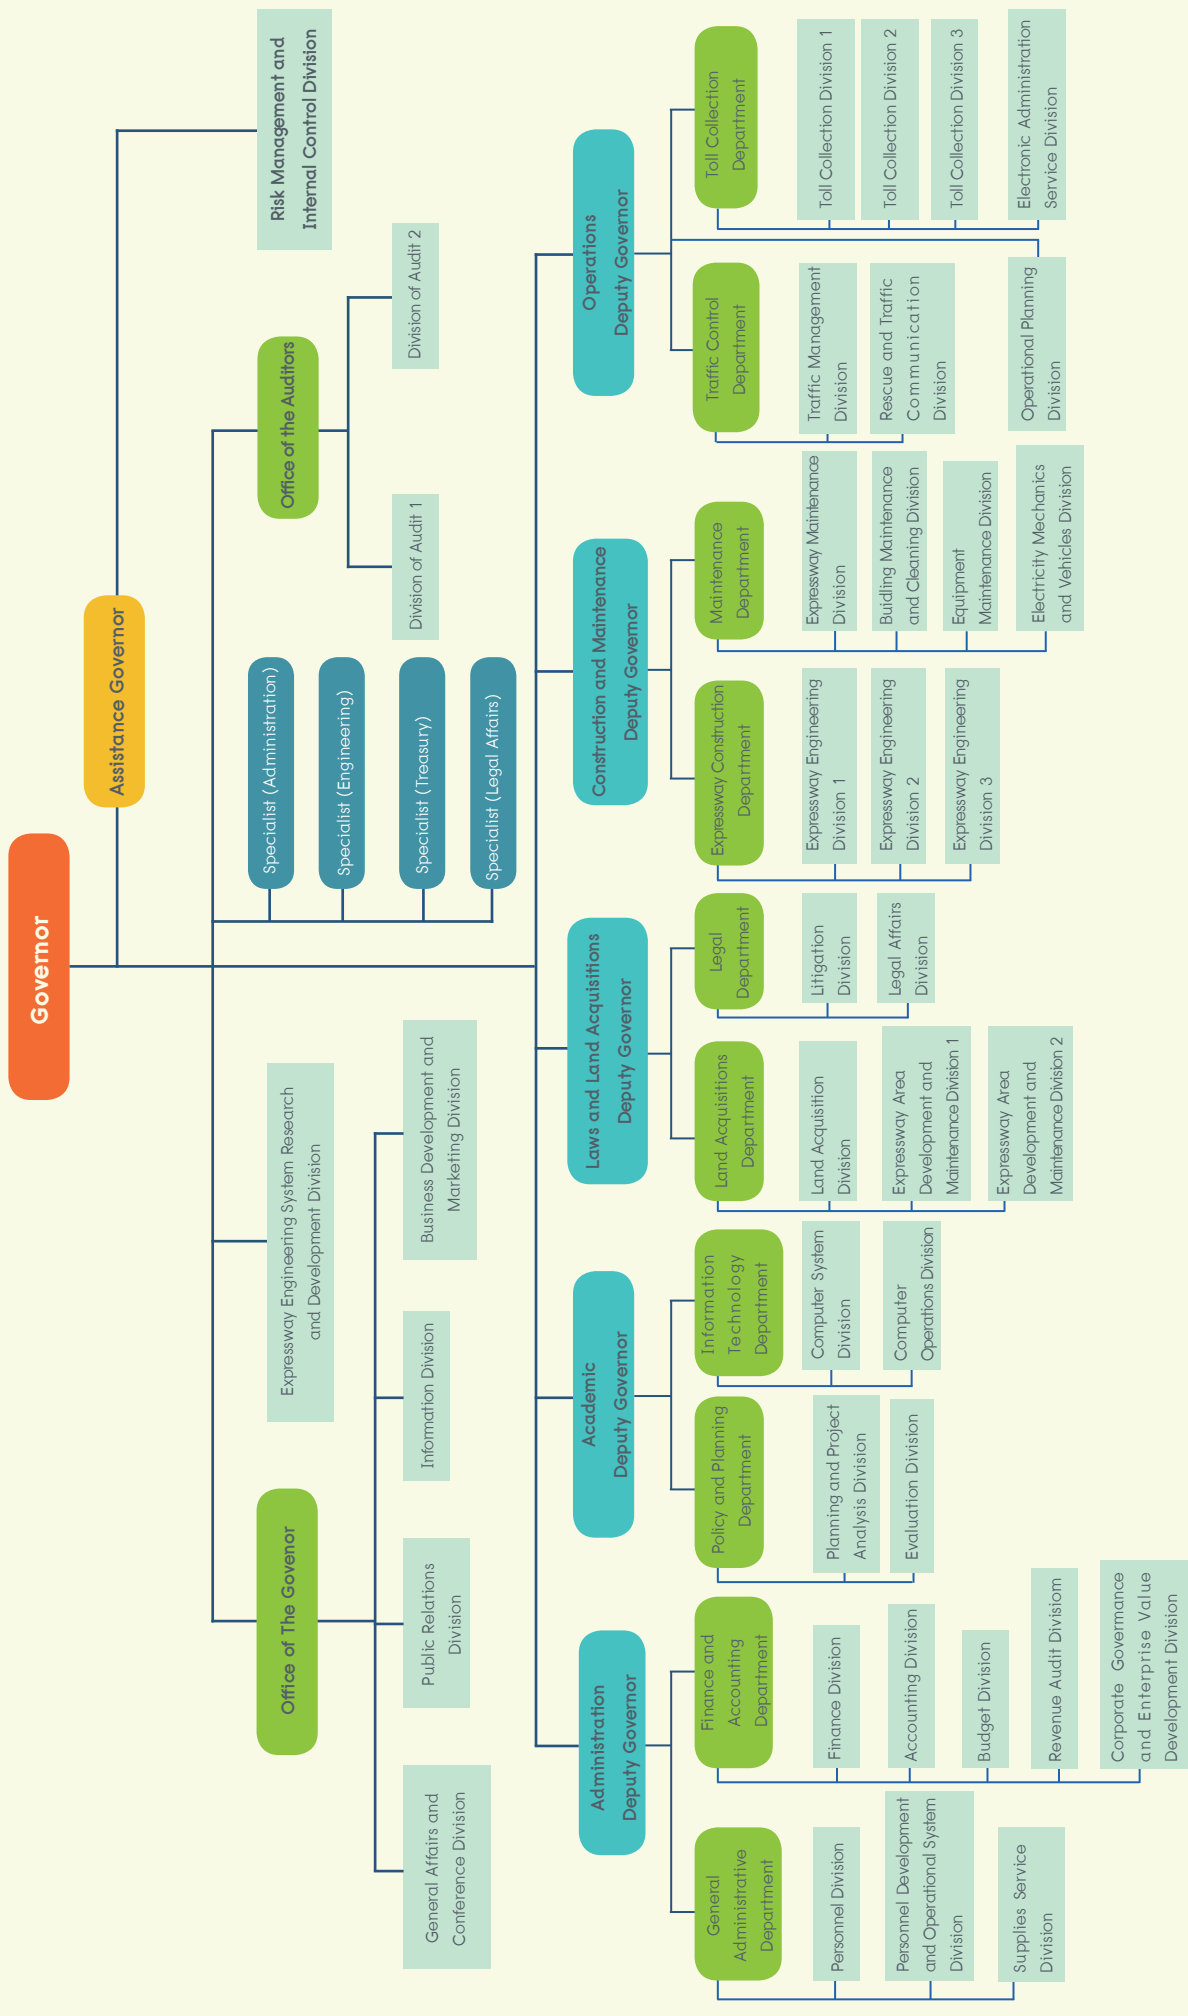 Governor
Assistance Governor
Risk Management and
Internal Control Division
Office of The Govenor
Expressway Engineering System Research
and Development Division
Specialist (Administration)
Specialist (Engineering)
Specialist (Treasury)
Specialist (Legal Affairs)
Office of the Auditors
General Affairs and
Conference Division
Public Relations
Division
Information Division
Business Development and
Marketing Division
Division of Audit 1
Division of Audit 2
Administration
Deputy Governor
Academic
Deputy Governor
Laws and Land Acquisitions
Deputy Governor
Construction and Maintenance
Deputy Governor
Operations
Deputy Governor
General
Administrative
Department
Personnel Division
Personnel Development
and Operational System
Division
Supplies Service
Division
Finance and
Accounting
Department
Finance Division
Accounting Division
Budget Division
Revenue Audit Divisiom
Corporate Govermance
and Enterprise Value
Development Division
Policy and Planning
Department
Planning and Project
Analysis Division
Evaluation Division
Information
Technology
Department
Computer System
Division
Computer
Operations Division
Land Acquisitions
Department
Land Acquisition
Division
Expressway Area
Development and
Maintenance Division 1
Expressway Area
Development and
Maintenance Division 2
Legal
Department
Litigation
Division
Legal Affairs
Division
Expressway Construction
Department
Expressway Engineering
Division 1
Expressway Engineering
Division 2
Expressway Engineering
Division 3
Maintenance
Department
Expressway Maintenance
Division
Buidling Maintenance
and Cleaning Division
Equipment
Maintenance Division
Electricity Mechanics
and Vehicles Division
Traffic Control
Department
Traffic Management
Division
Rescue and Traffic
Communication
Division
Operational Planning
Division
Toll Collection
Department
Toll Collection Division 1
Toll Collection Division 2
Toll Collection Division 3
Electronic Administration
Service Division